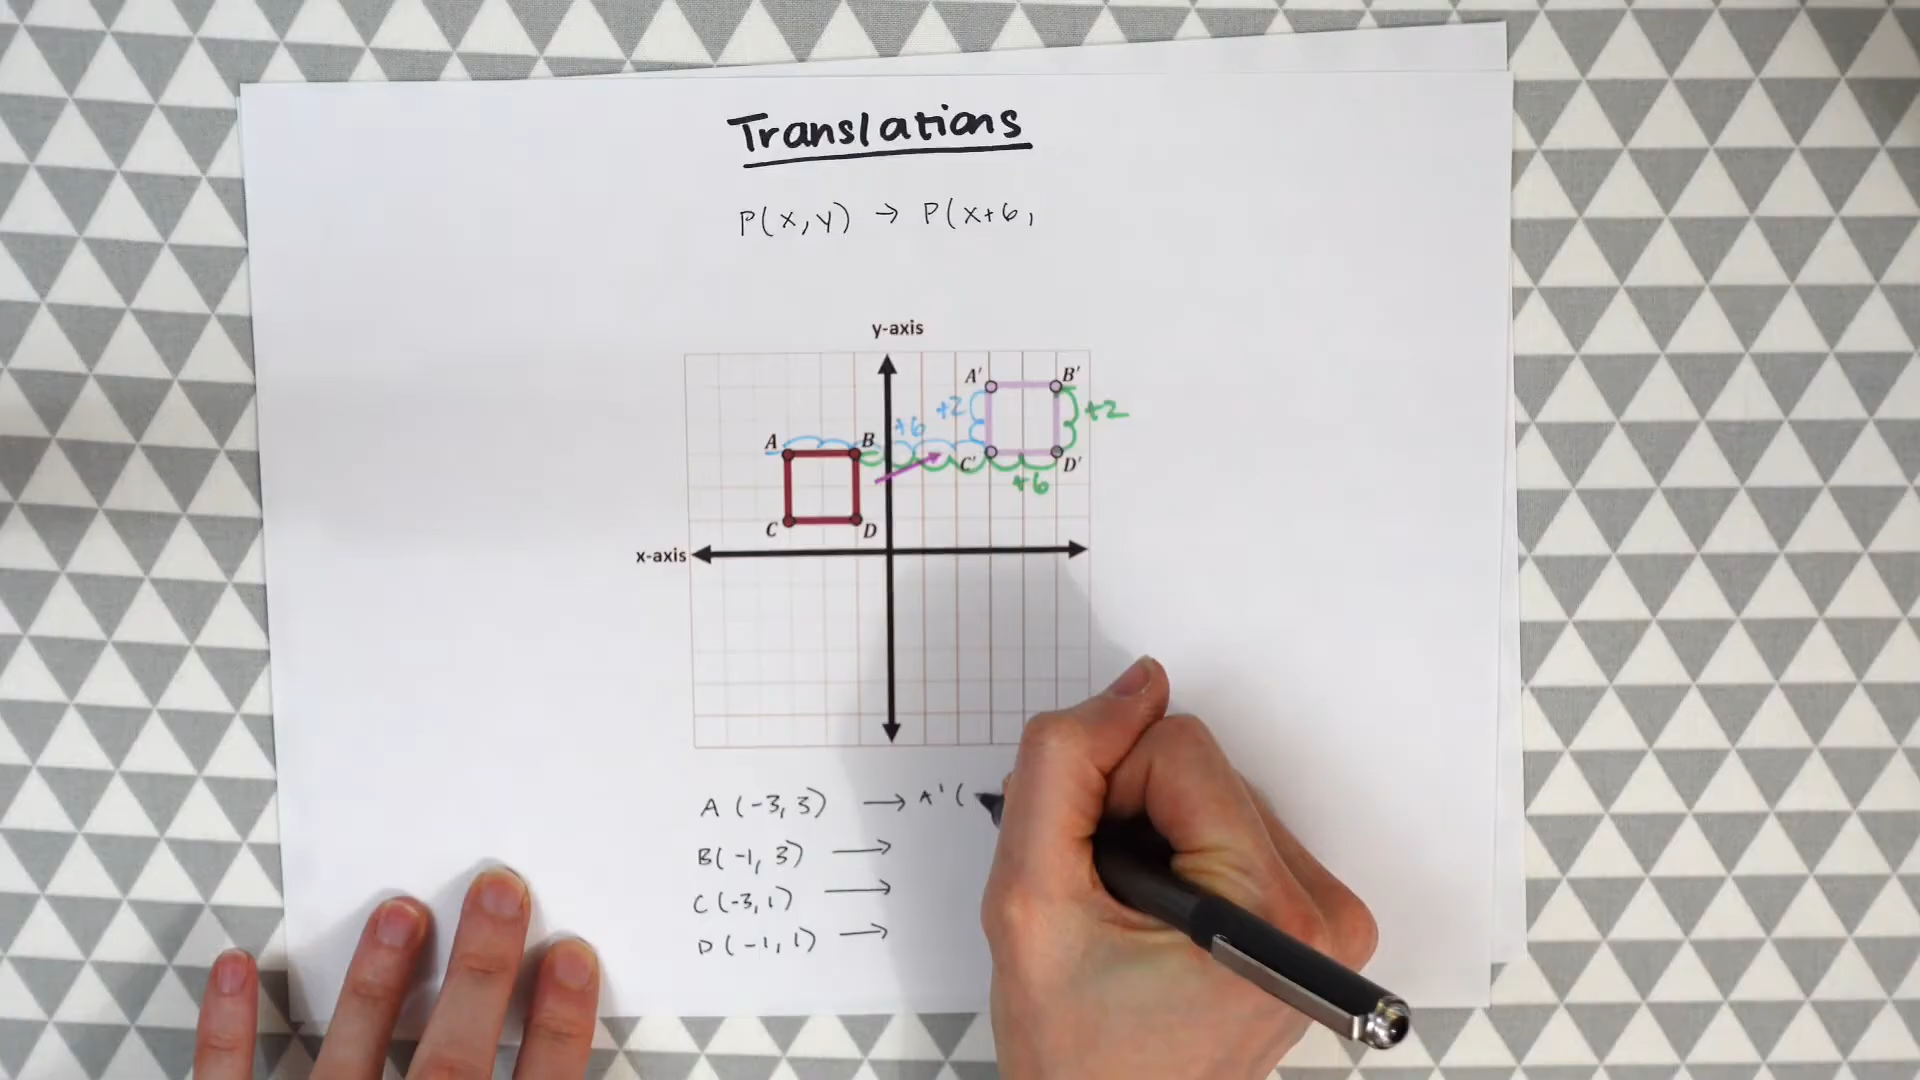 Translations
P(x,y) → P(x+6,
y-axis
A' B'
+2 +2
A B +6
C' D'
+6
C D
x-axis
A (-3, 3) → A' (
B( -1, 3) →
C (-3, 1) →
D ( -1, 1) →